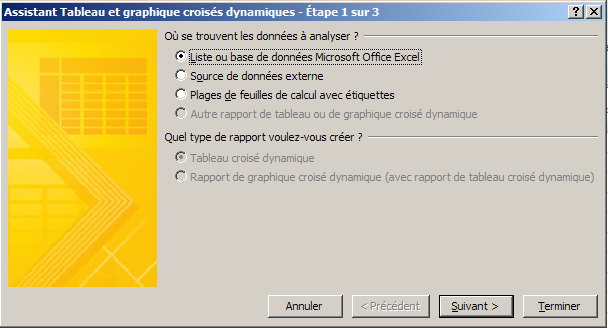 Assistant Tableau et graphique croisés dynamiques - Étape 1 sur 3
Où se trouvent les données à analyser ?
Liste ou base de données Microsoft Office Excel
Source de données externe
Plages de feuilles de calcul avec étiquettes
Autre rapport de tableau ou de graphique croisé dynamique
Quel type de rapport voulez-vous créer ?
Tableau croisé dynamique
Rapport de graphique croisé dynamique (avec rapport de tableau croisé dynamique)
Annuler
< Précédent
Suivant >
Terminer